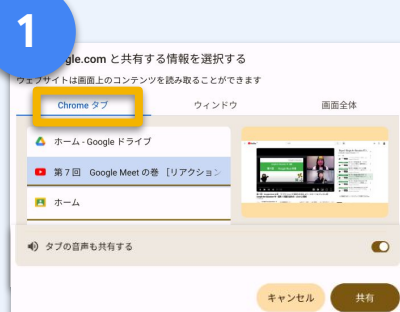 1
gle.com と共有する情報を選択する
ウェブサイトは画面上のコンテンツを読み取ることができます
Chrome タブ ウィンドウ 画面全体
ホーム - Google ドライブ
第7回 Google Meet の巻 [リアクション
ホーム
タブの音声も共有する
キャンセル 共有